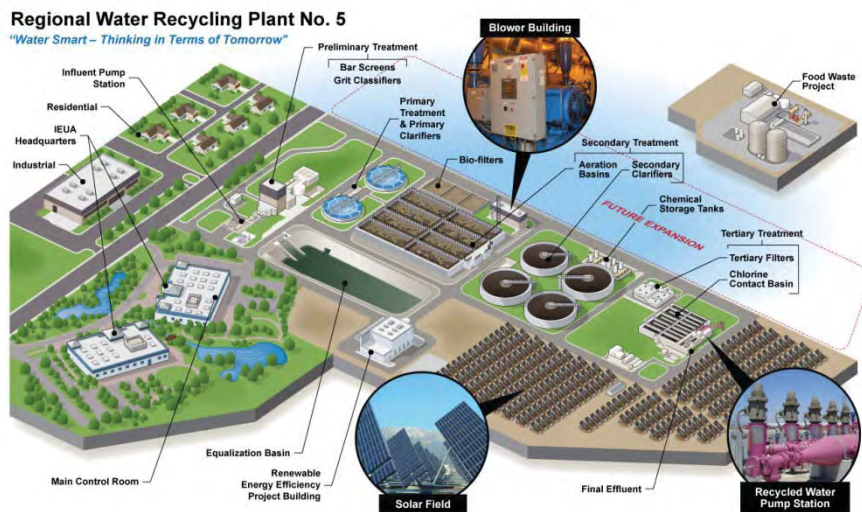 Regional Water Recycling Plant No. 5
"Water Smart – Thinking in Terms of Tomorrow"
Blower Building
Preliminary Treatment
Bar Screens
Grit Classifiers
Influent Pump
Station
Residential
IEUA
Headquarters
Industrial
Primary
Treatment
& Primary
Clarifiers
Bio-filters
Secondary Treatment
Aeration
Basins
Secondary
Clarifiers
Chemical
Storage Tanks
Food Waste
Project
FUTURE EXPANSION
Tertiary Treatment
Tertiary Filters
Chlorine
Contact Basin
Equalization Basin
Main Control Room
Renewable
Energy Efficiency
Project Building
Solar Field
Final Effluent
Recycled Water
Pump Station